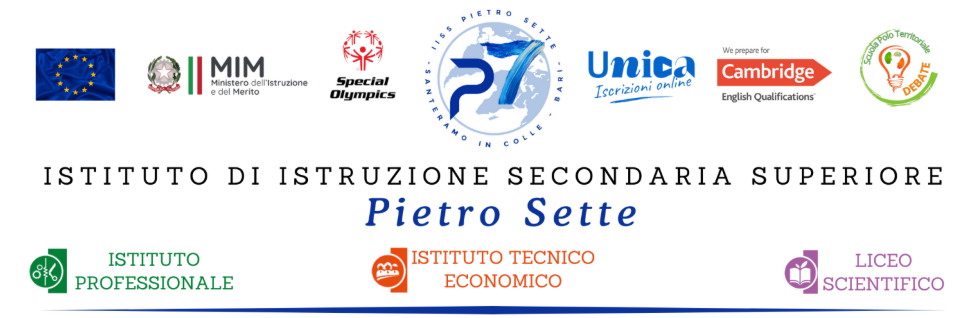 MIM
Ministero dell'Istruzione
e del Merito
Special
Olympics
IISS PIETRO SETTE
SANTERAMO IN COLLE - BARI -
P7
Unica
Iscrizioni online
We prepare for
Cambridge
English Qualifications
Scuola Polo Territoriale
DEBATE
ISTITUTO DI ISTRUZIONE SECONDARIA SUPERIORE
Pietro Sette
ISTITUTO
PROFESSIONALE
ISTITUTO TECNICO
ECONOMICO
LICEO
SCIENTIFICO